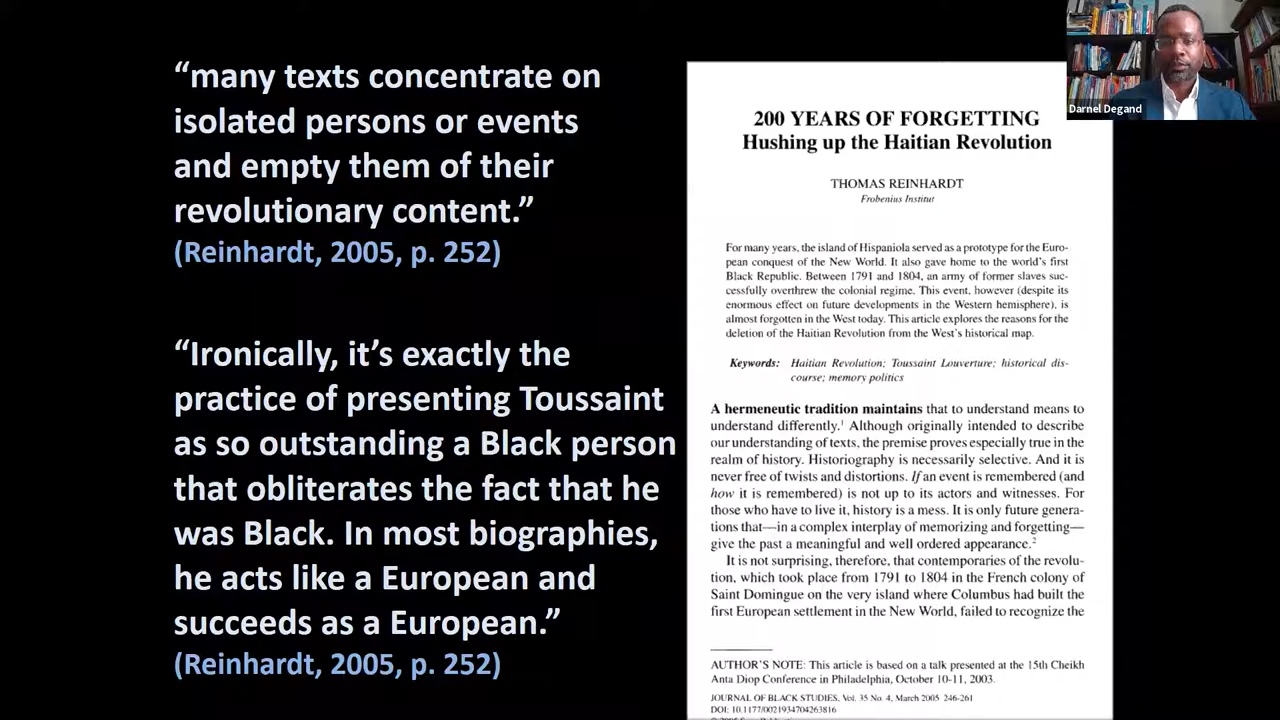 “many texts concentrate on
isolated persons or events
and empty them of their
revolutionary content.”
(Reinhardt, 2005, p. 252)
“Ironically, it’s exactly the
practice of presenting Toussaint
as so outstanding a Black person
that obliterates the fact that he
was Black. In most biographies,
he acts like a European and
succeeds as a European.”
(Reinhardt, 2005, p. 252)
200 YEARS OF FORGETTING
Hushing up the Haitian Revolution
THOMAS REINHARDT
Frobenius Institut
For many years, the island of Hispaniola served as a prototype for the Euro-
pean conquest of the New World. It also gave home to the world’s first
Black Republic. Between 1791 and 1804, an army of former slaves suc-
cessfully overthrew the colonial regime. This event, however (despite its
enormous effect on future developments in the Western hemisphere), is
almost forgotten in the West today. This article explores the reasons for the
deletion of the Haitian Revolution from the West’s historical map.
Keywords: Haitian Revolution; Toussaint Louverture; historical dis-
course; memory politics
A hermeneutic tradition maintains that to understand means to
understand differently.1 Although originally intended to describe
our understanding of texts, the premise proves especially true in the
realm of history. Historiography is necessarily selective. And it is
never free of twists and distortions. If an event is remembered (and
how it is remembered) is not up to its actors and witnesses. For
those who have to live it, history is a mess. It is only future genera-
tions that—in a complex interplay of memorizing and forgetting—
give the past a meaningful and well ordered appearance.2
It is not surprising, therefore, that contemporaries of the revolu-
tion, which took place from 1791 to 1804 in the French colony of
Saint Domingue on the very island where Columbus had built the
first European settlement in the New World, failed to recognize the
AUTHOR’S NOTE: This article is based on a talk presented at the 15th Cheikh
Anta Diop Conference in Philadelphia, October 10-11, 2003.
JOURNAL OF BLACK STUDIES, Vol. 35 No. 4, March 2005 246-261
DOI: 10.1177/0021934704263816
Darnel Degand